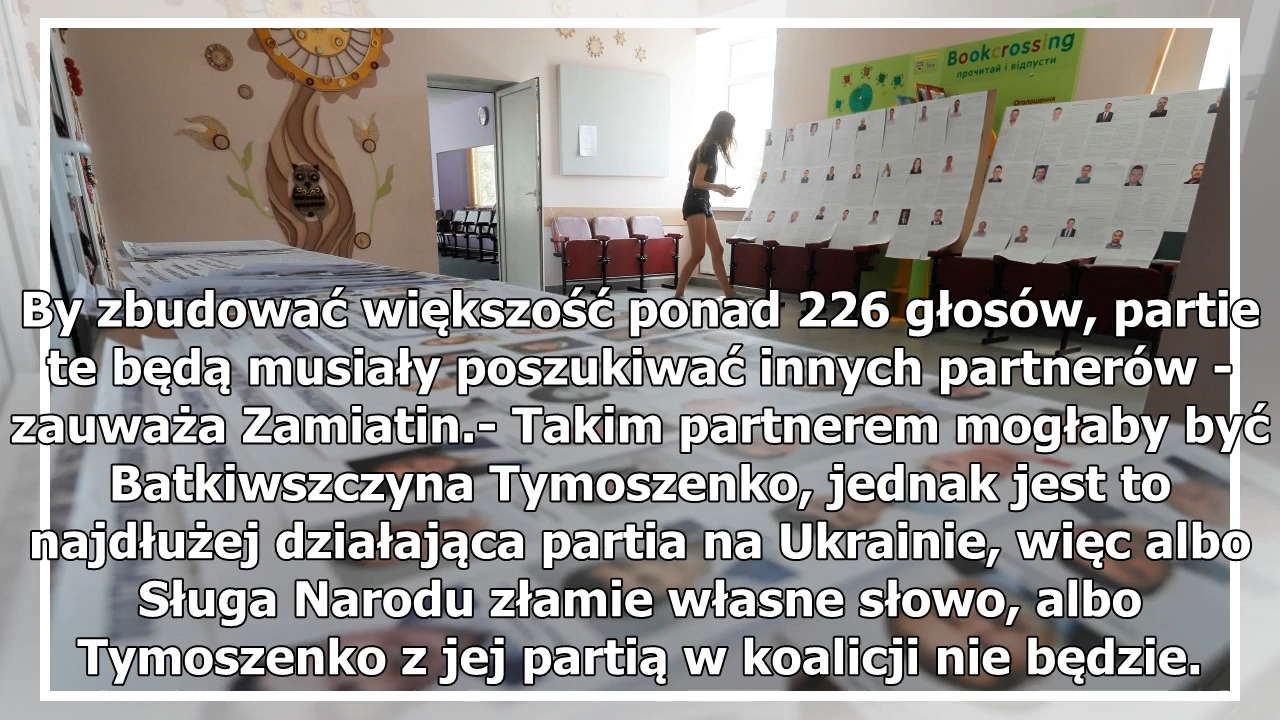 Bookcrossing
прочитай і відпусти
Оголошення
By zbudować większość ponad 226 głosów, partie
te będą musiały poszukiwać innych partnerów -
zauważa Zamiatin.- Takim partnerem mogłaby być
Batkiwszczyna Tymoszenko, jednak jest to
najdłużej działająca partia na Ukrainie, więc albo
Sługa Narodu złamie własne słowo, albo
Tymoszenko z jej partią w koalicji nie będzie.